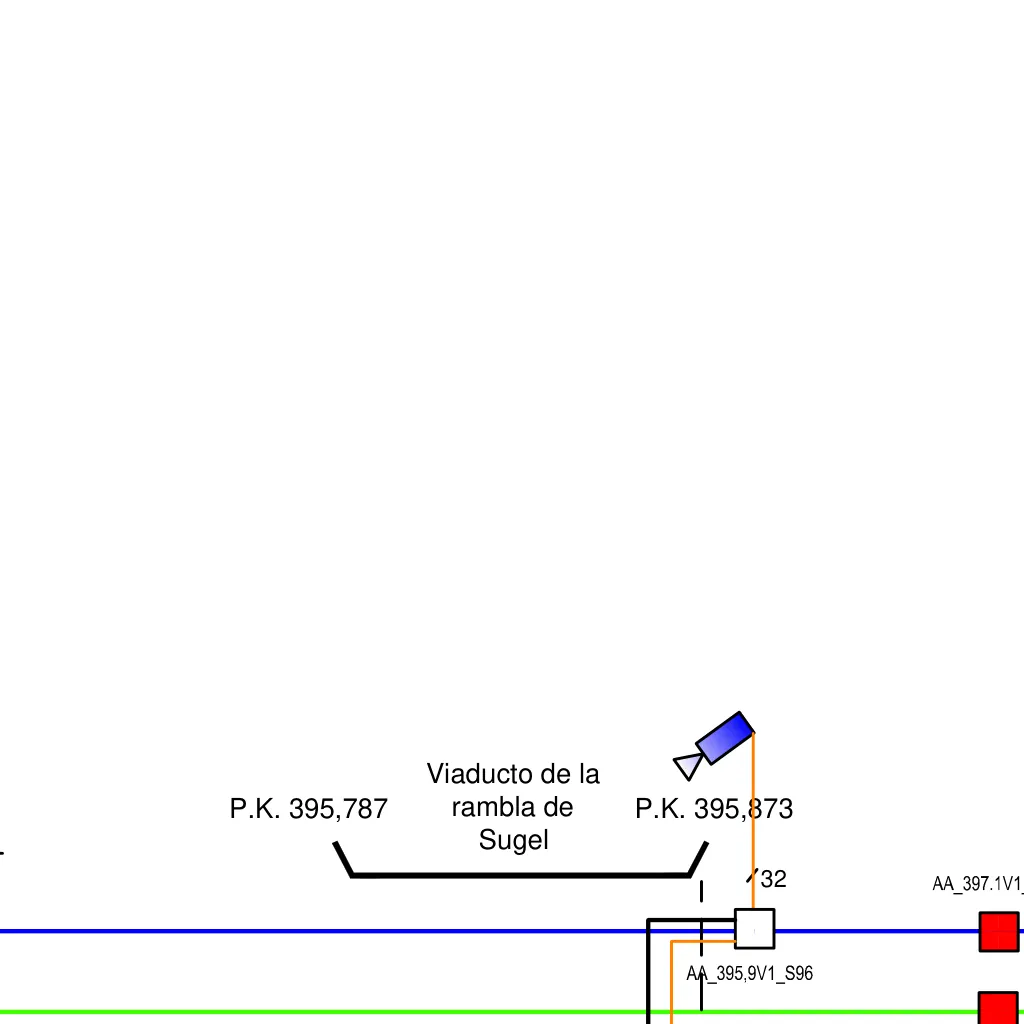 Viaducto de la
rambla de
Sugel
P.K. 395,787
P.K. 395,873
32
AA_397.1V1_
AA_395,9V1_S96